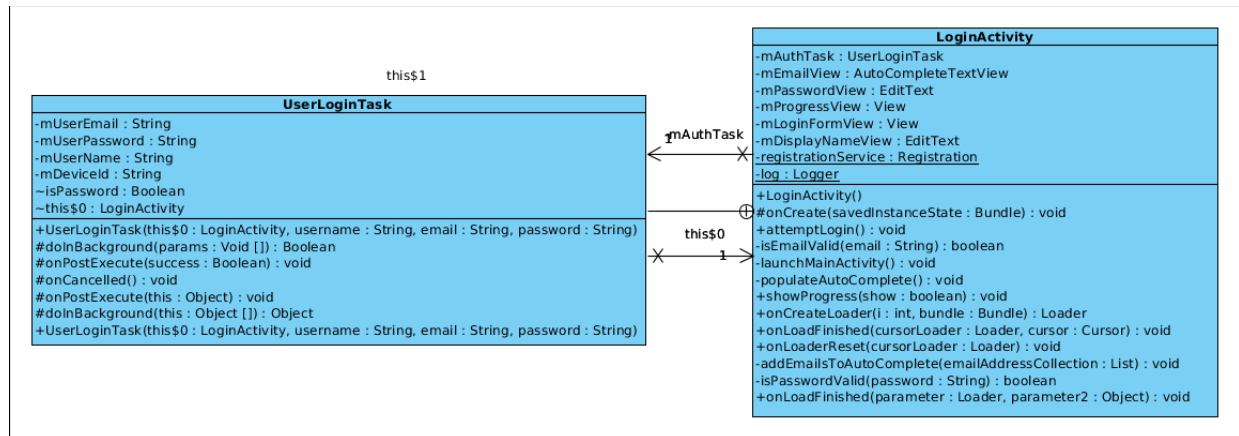 this$1
UserLoginTask
-mUserEmail : String
-mUserPassword : String
-mUserName : String
-mDeviceId : String
~isPassword : Boolean
~this$0 : LoginActivity
+UserLoginTask(this$0 : LoginActivity, username : String, email : String, password : String)
#doInBackground(params : Void []) : Boolean
#onPostExecute(success : Boolean) : void
#onCancelled() : void
#onPostExecute(this : Object) : void
#doInBackground(this : Object []) : Object
+UserLoginTask(this$0 : LoginActivity, username : String, email : String, password : String)
-mAuthTask
1
this$0
1
LoginActivity
-mAuthTask : UserLoginTask
-mEmailView : AutoCompleteTextView
-mPasswordView : EditText
-mProgressView : View
-mLoginFormView : View
-mDisplayNameView : EditText
-registrationService : Registration
-log : Logger
+LoginActivity()
#onCreate(savedInstanceState : Bundle) : void
+attemptLogin() : void
-isEmailValid(email : String) : boolean
-launchMainActivity() : void
-populateAutoComplete() : void
+showProgress(show : boolean) : void
+onCreateLoader(i : int, bundle : Bundle) : Loader
+onLoadFinished(cursorLoader : Loader, cursor : Cursor) : void
+onLoaderReset(cursorLoader : Loader) : void
-addEmailsToAutoComplete(emailAddressCollection : List) : void
-isPasswordValid(password : String) : boolean
+onLoadFinished(parameter : Loader, parameter2 : Object) : void